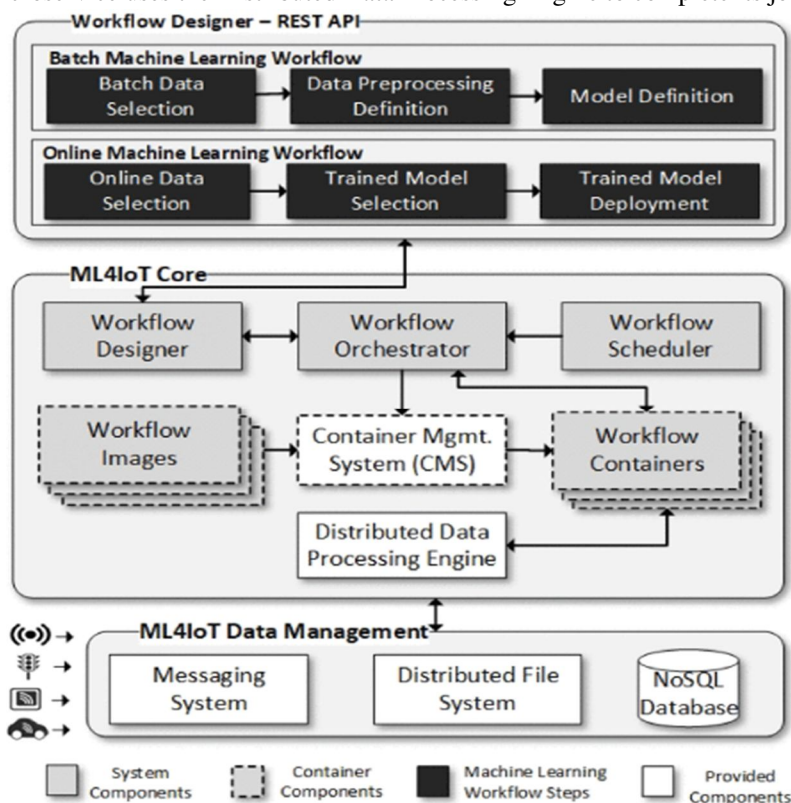 Workflow Designer – REST API
Batch Machine Learning Workflow
Batch Data
Selection
Data Preprocessing
Definition
Model Definition
Online Machine Learning Workflow
Online Data
Selection
Trained Model
Selection
Trained Model
Deployment
ML4IoT Core
Workflow
Designer
Workflow
Orchestrator
Workflow
Scheduler
Workflow
Images
Container Mgmt.
System (CMS)
Workflow
Containers
Distributed Data
Processing Engine
ML4IoT Data Management
Messaging
System
Distributed File
System
NoSQL
Database
System
Components
Container
Components
Machine Learning
Workflow Steps
Provided
Components